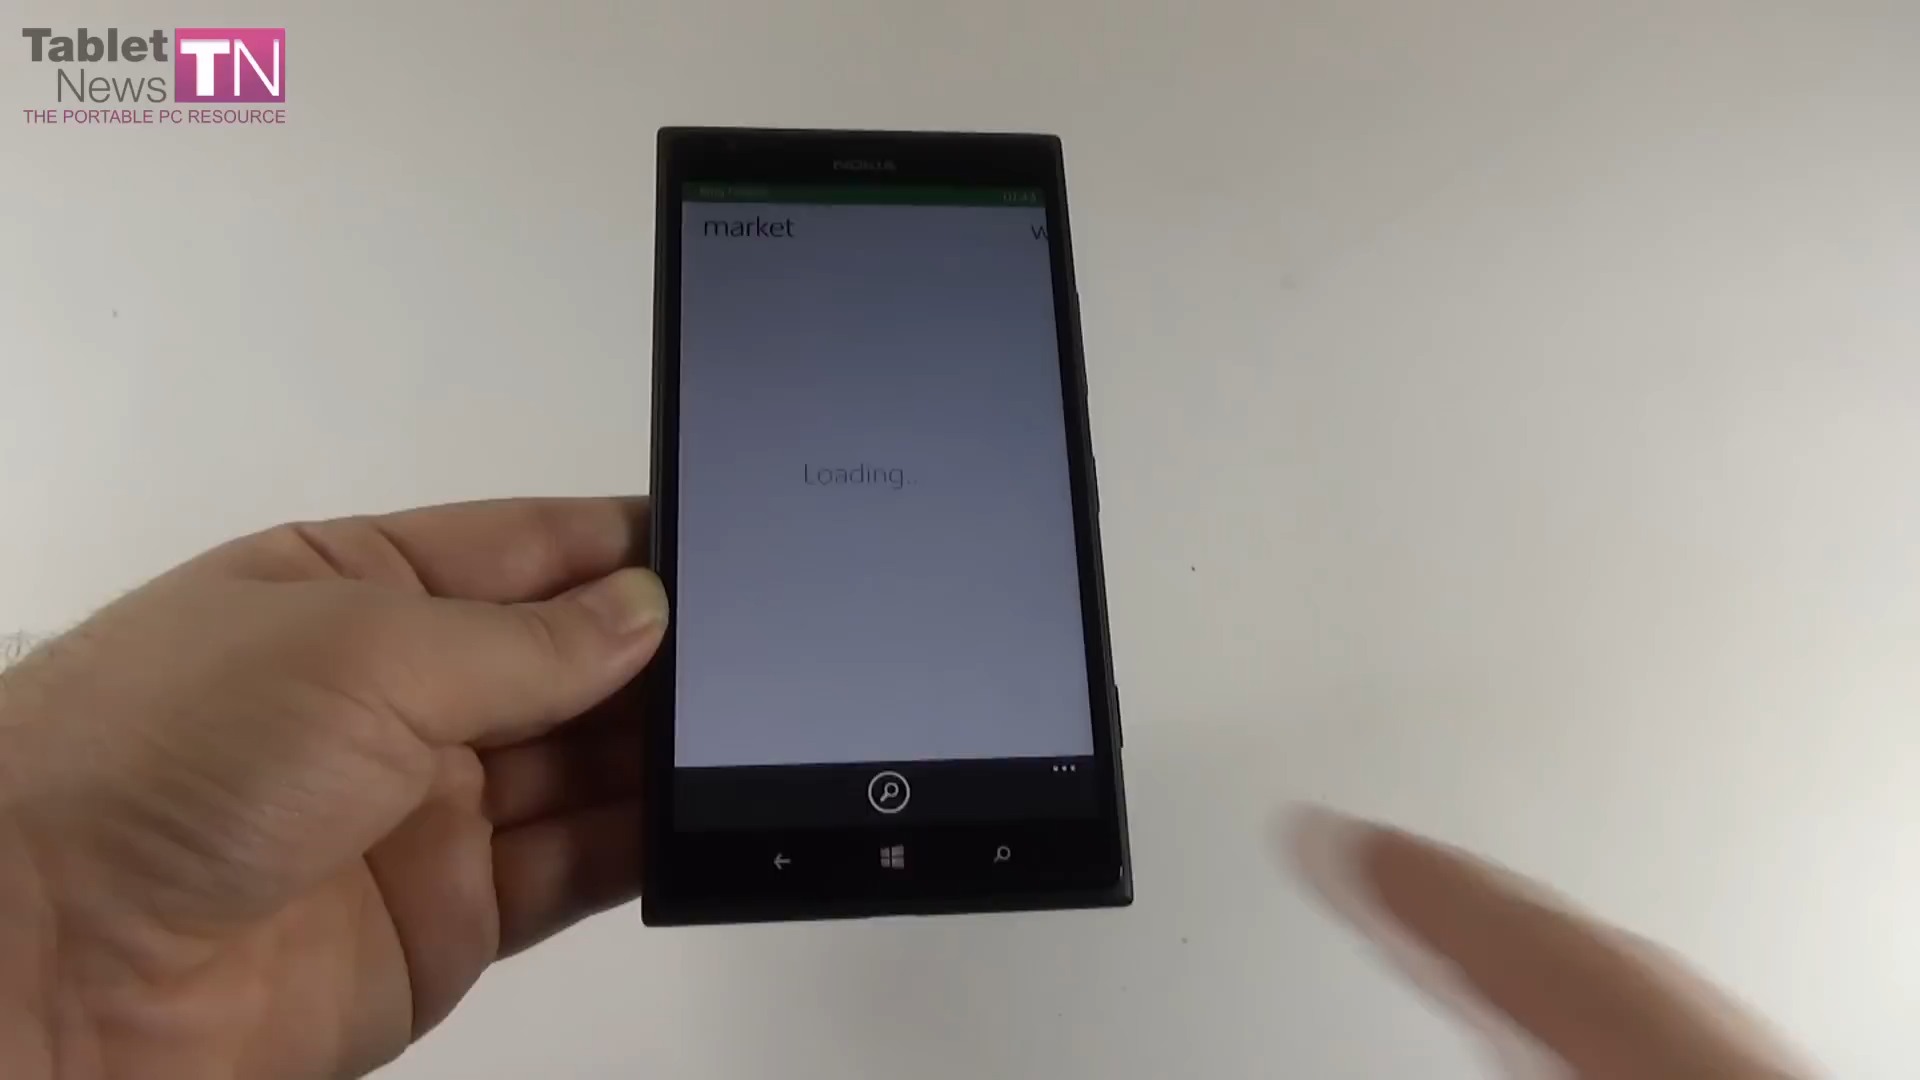 Tablet
News
TN
THE PORTABLE PC RESOURCE
NOKIA
market
W
Loading..